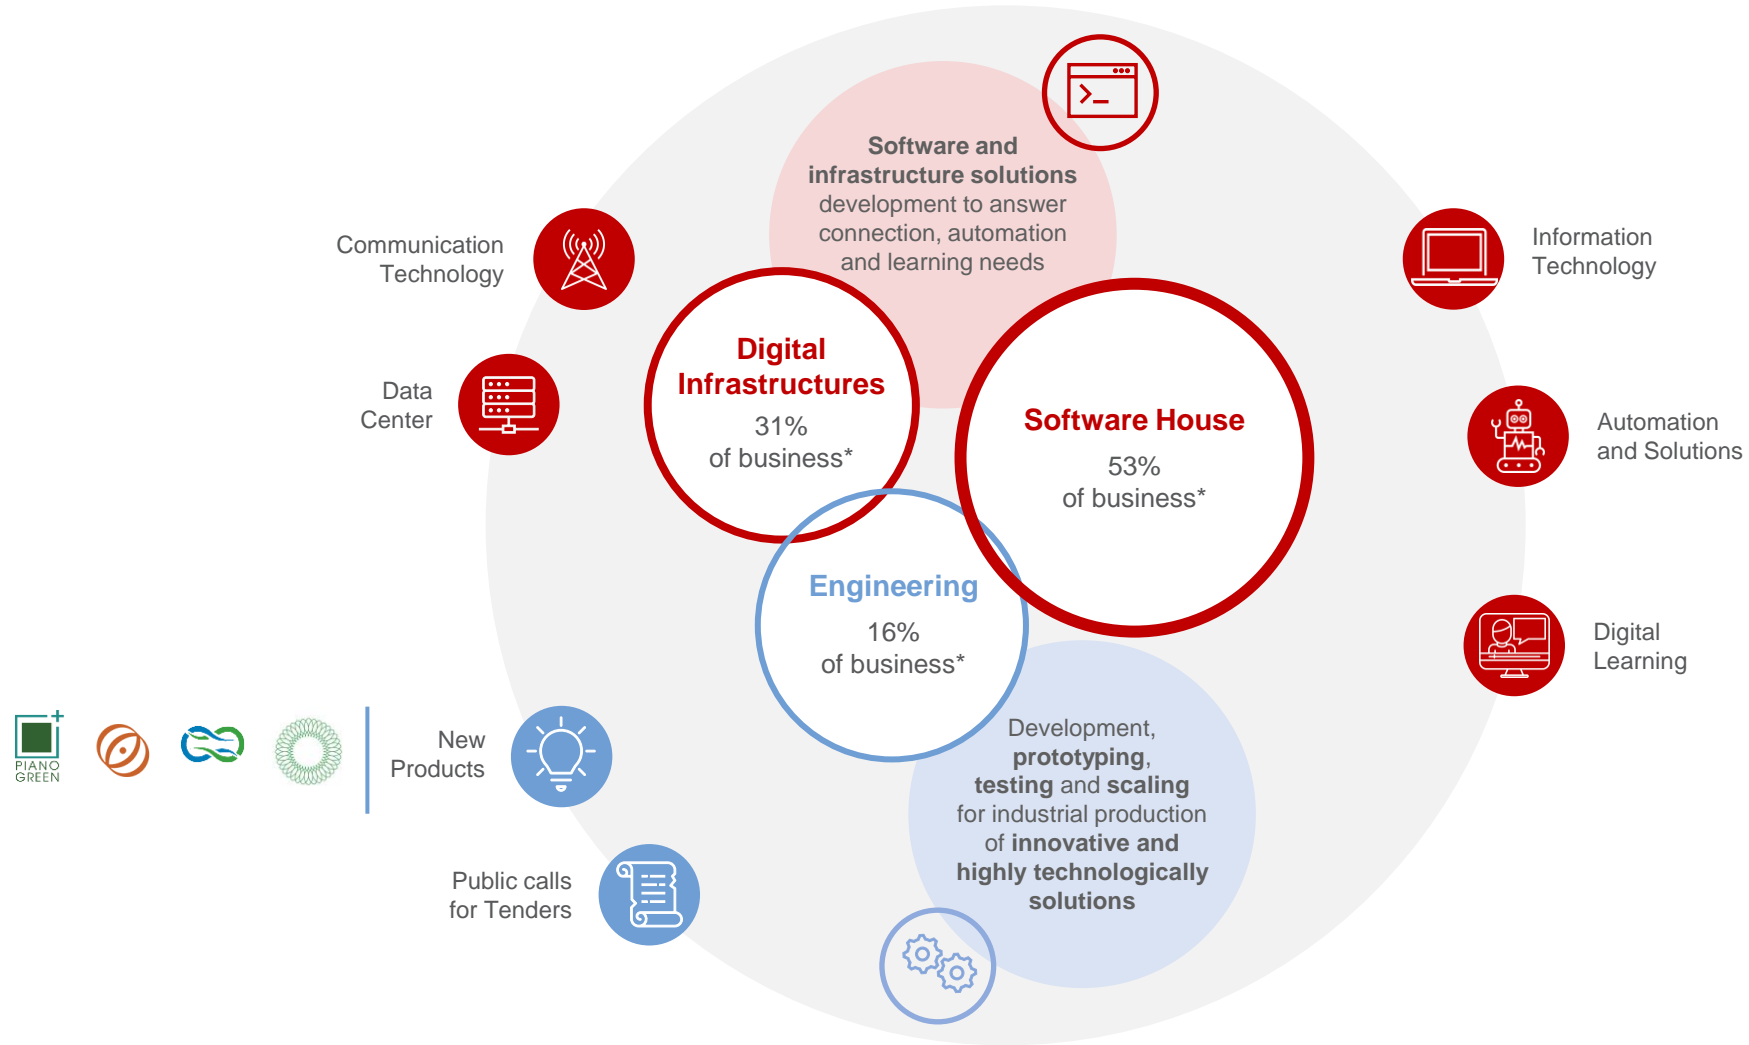 Software and
infrastructure solutions
development to answer
connection, automation
and learning needs
Communication
Technology
Data
Center
Digital
Infrastructures
31%
of business*
Software House
53%
of business*
Engineering
16%
of business*
Information
Technology
Automation
and Solutions
Digital
Learning
PIANO
GREEN
New
Products
Public calls
for Tenders
Development,
prototyping,
testing and scaling
for industrial production
of innovative and
highly technologically
solutions